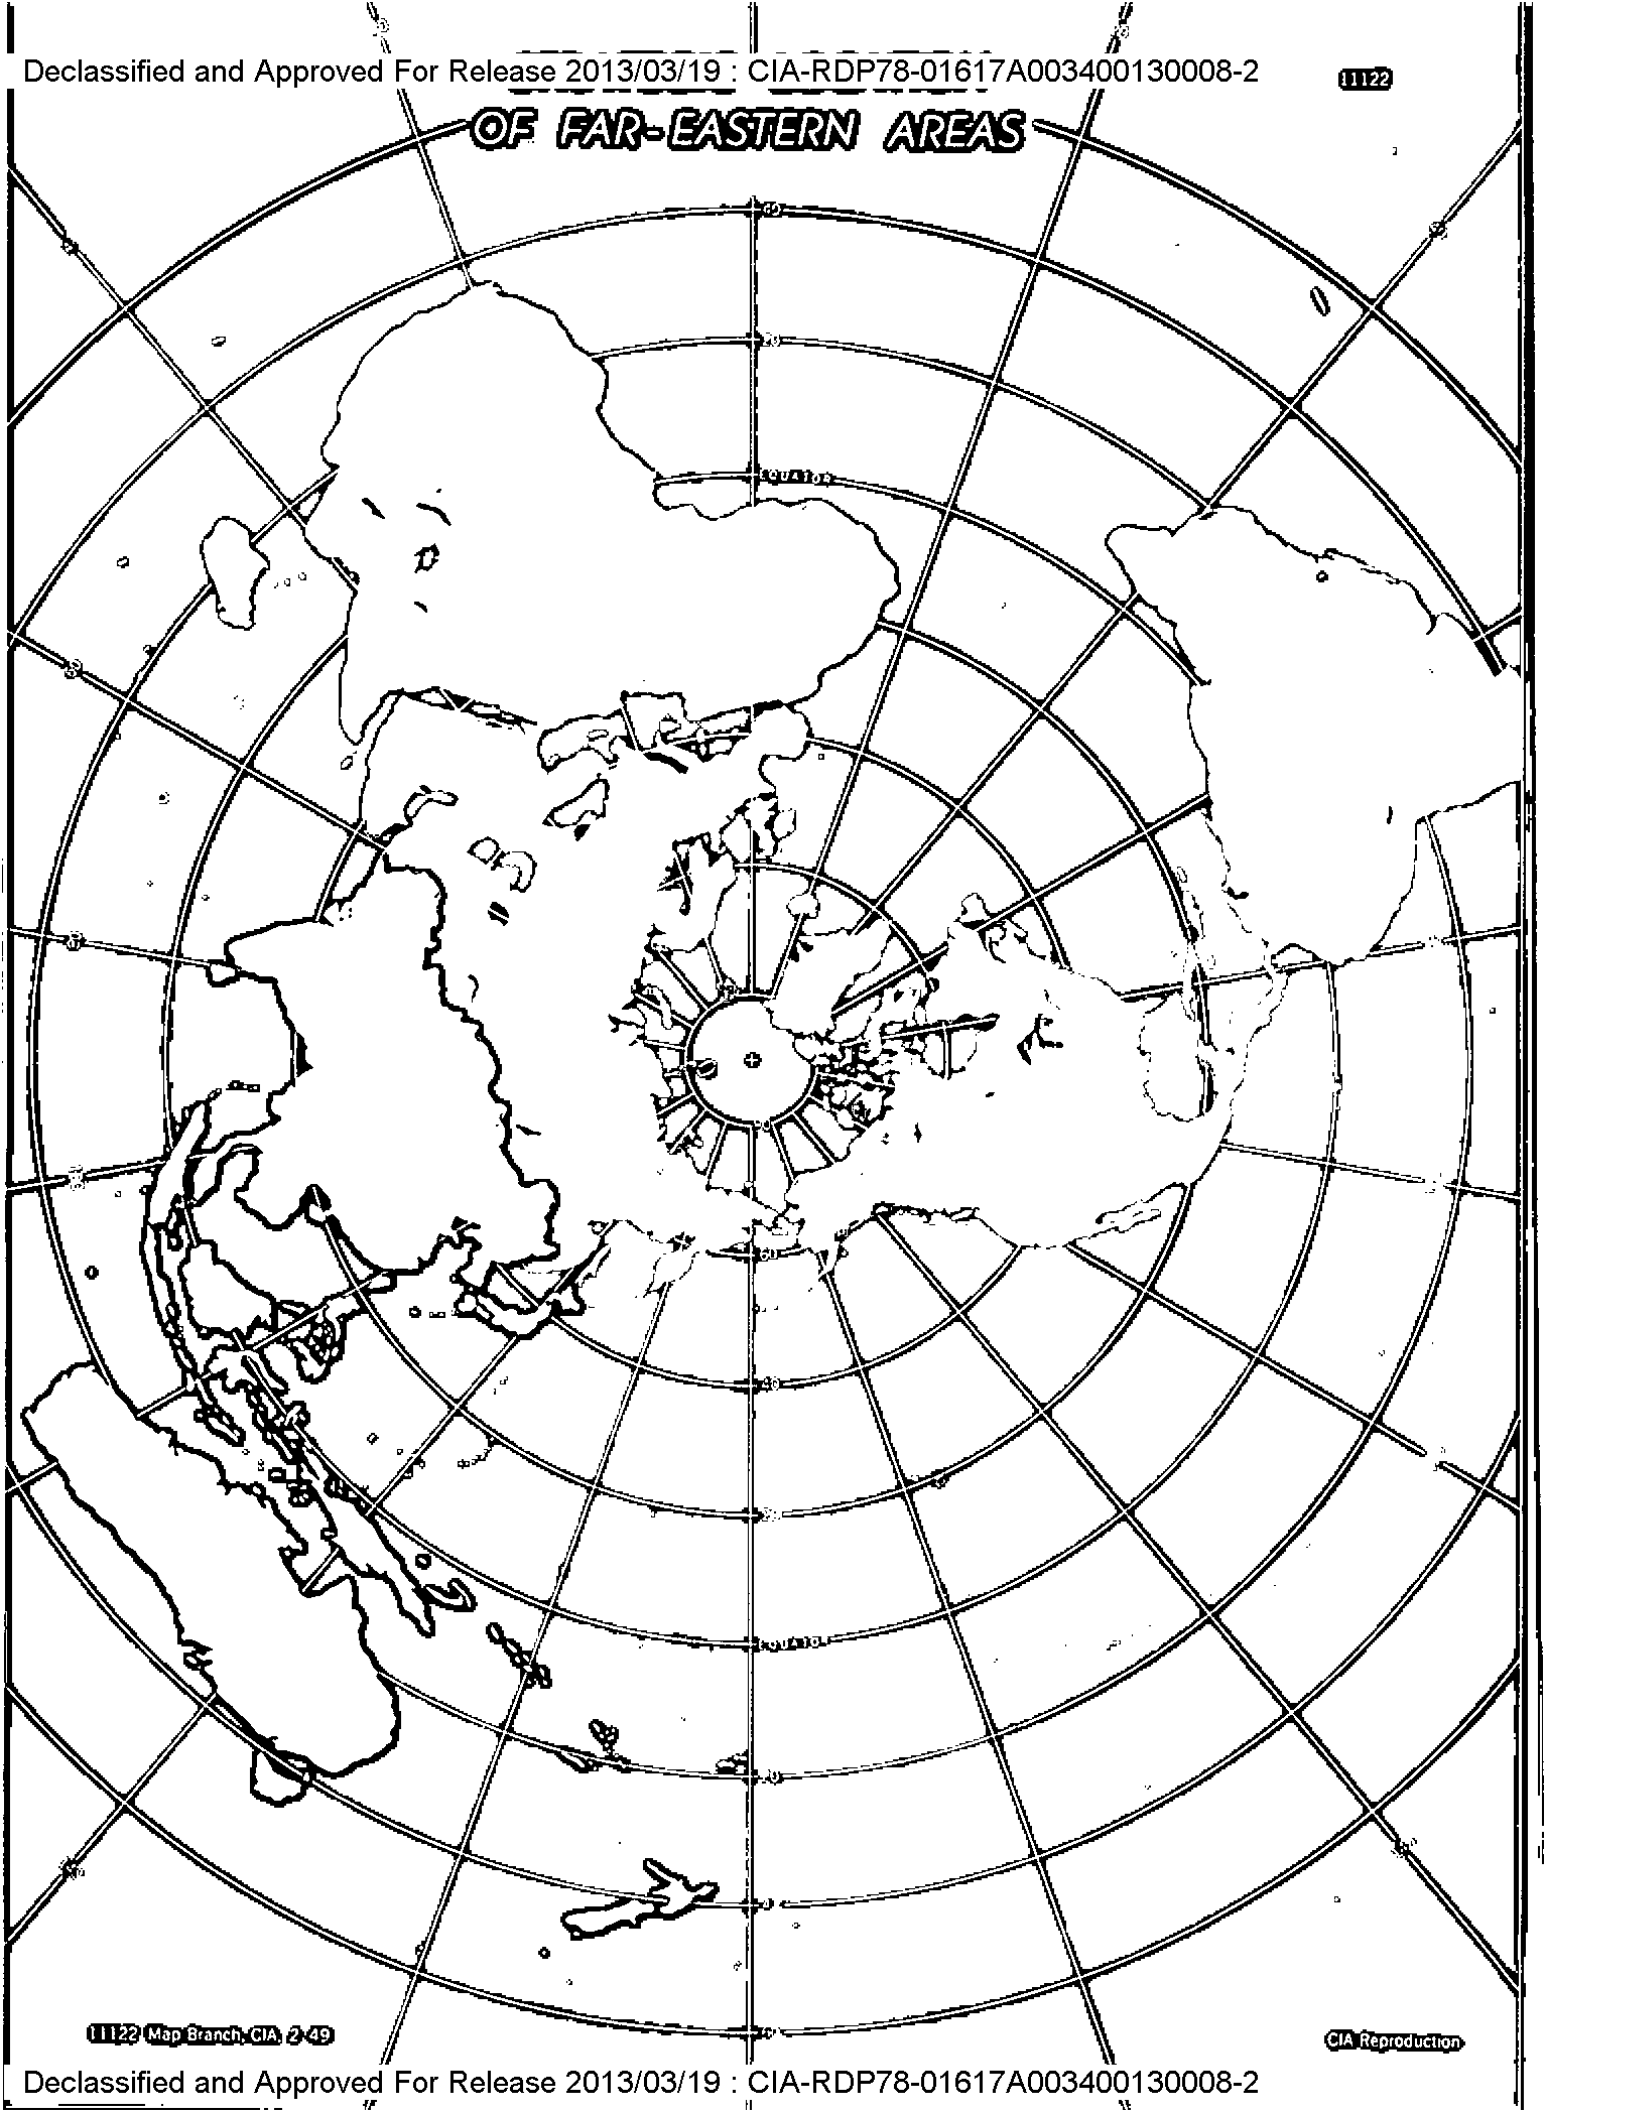 Declassified and Approved For Release 2013/03/19 : CIA-RDP78-01617A003400130008-2
11122
OF FAR-EASTERN AREAS
EQUATOR
60
40
EQUATOR
11122 Map Branch, CIA, 2-49
CIA Reproduction
Declassified and Approved For Release 2013/03/19 : CIA-RDP78-01617A003400130008-2